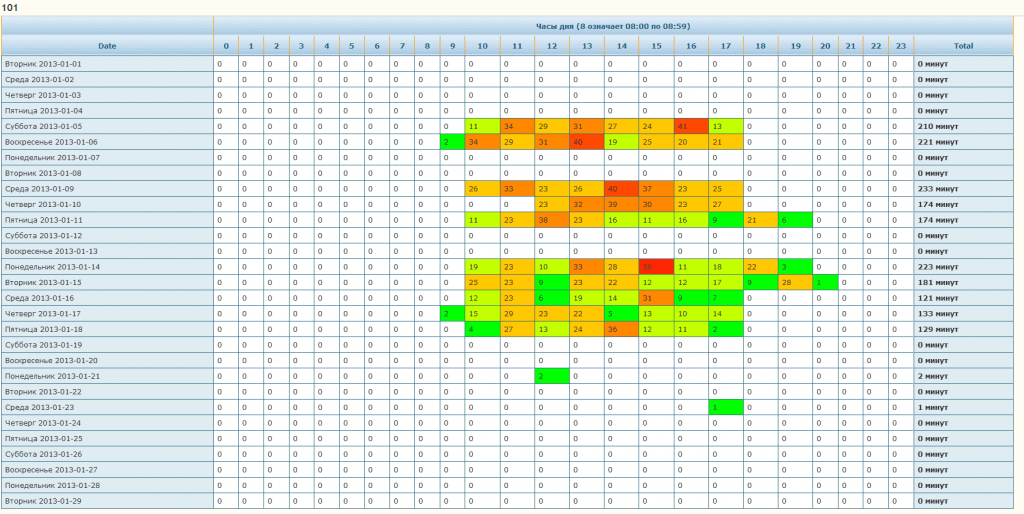 101
Часы дня (8 означает 08:00 по 08:59)
Date 0 1 2 3 4 5 6 7 8 9 10 11 12 13 14 15 16 17 18 19 20 21 22 23 Total
Вторник 2013-01-01 0 0 0 0 0 0 0 0 0 0 0 0 0 0 0 0 0 0 0 0 0 0 0 0 0 минут
Среда 2013-01-02 0 0 0 0 0 0 0 0 0 0 0 0 0 0 0 0 0 0 0 0 0 0 0 0 0 минут
Четверг 2013-01-03 0 0 0 0 0 0 0 0 0 0 0 0 0 0 0 0 0 0 0 0 0 0 0 0 0 минут
Пятница 2013-01-04 0 0 0 0 0 0 0 0 0 0 0 0 0 0 0 0 0 0 0 0 0 0 0 0 0 минут
Суббота 2013-01-05 0 0 0 0 0 0 0 0 0 0 11 34 29 31 27 24 41 13 0 0 0 0 0 0 210 минут
Воскресенье 2013-01-06 0 0 0 0 0 0 0 0 0 2 34 29 31 40 19 25 20 21 0 0 0 0 0 0 221 минут
Понедельник 2013-01-07 0 0 0 0 0 0 0 0 0 0 0 0 0 0 0 0 0 0 0 0 0 0 0 0 0 минут
Вторник 2013-01-08 0 0 0 0 0 0 0 0 0 0 0 0 0 0 0 0 0 0 0 0 0 0 0 0 0 минут
Среда 2013-01-09 0 0 0 0 0 0 0 0 0 0 26 33 23 26 40 37 23 25 0 0 0 0 0 0 233 минут
Четверг 2013-01-10 0 0 0 0 0 0 0 0 0 0 0 0 23 32 39 30 23 27 0 0 0 0 0 0 174 минут
Пятница 2013-01-11 0 0 0 0 0 0 0 0 0 0 11 23 38 23 16 11 16 9 21 6 0 0 0 0 174 минут
Суббота 2013-01-12 0 0 0 0 0 0 0 0 0 0 0 0 0 0 0 0 0 0 0 0 0 0 0 0 0 минут
Воскресенье 2013-01-13 0 0 0 0 0 0 0 0 0 0 0 0 0 0 0 0 0 0 0 0 0 0 0 0 0 минут
Понедельник 2013-01-14 0 0 0 0 0 0 0 0 0 0 19 23 10 33 28 56 11 18 22 3 0 0 0 0 223 минут
Вторник 2013-01-15 0 0 0 0 0 0 0 0 0 0 25 23 9 23 22 12 12 17 9 28 1 0 0 0 181 минут
Среда 2013-01-16 0 0 0 0 0 0 0 0 0 0 12 23 6 19 14 31 9 7 0 0 0 0 0 0 121 минут
Четверг 2013-01-17 0 0 0 0 0 0 0 0 0 2 15 29 23 22 5 13 10 14 0 0 0 0 0 0 133 минут
Пятница 2013-01-18 0 0 0 0 0 0 0 0 0 0 4 27 13 24 36 12 11 2 0 0 0 0 0 0 129 минут
Суббота 2013-01-19 0 0 0 0 0 0 0 0 0 0 0 0 0 0 0 0 0 0 0 0 0 0 0 0 0 минут
Воскресенье 2013-01-20 0 0 0 0 0 0 0 0 0 0 0 0 0 0 0 0 0 0 0 0 0 0 0 0 0 минут
Понедельник 2013-01-21 0 0 0 0 0 0 0 0 0 0 0 0 2 0 0 0 0 0 0 0 0 0 0 0 2 минут
Вторник 2013-01-22 0 0 0 0 0 0 0 0 0 0 0 0 0 0 0 0 0 0 0 0 0 0 0 0 0 минут
Среда 2013-01-23 0 0 0 0 0 0 0 0 0 0 0 0 0 0 0 0 0 1 0 0 0 0 0 0 1 минут
Четверг 2013-01-24 0 0 0 0 0 0 0 0 0 0 0 0 0 0 0 0 0 0 0 0 0 0 0 0 0 минут
Пятница 2013-01-25 0 0 0 0 0 0 0 0 0 0 0 0 0 0 0 0 0 0 0 0 0 0 0 0 0 минут
Суббота 2013-01-26 0 0 0 0 0 0 0 0 0 0 0 0 0 0 0 0 0 0 0 0 0 0 0 0 0 минут
Воскресенье 2013-01-27 0 0 0 0 0 0 0 0 0 0 0 0 0 0 0 0 0 0 0 0 0 0 0 0 0 минут
Понедельник 2013-01-28 0 0 0 0 0 0 0 0 0 0 0 0 0 0 0 0 0 0 0 0 0 0 0 0 0 минут
Вторник 2013-01-29 0 0 0 0 0 0 0 0 0 0 0 0 0 0 0 0 0 0 0 0 0 0 0 0 0 минут